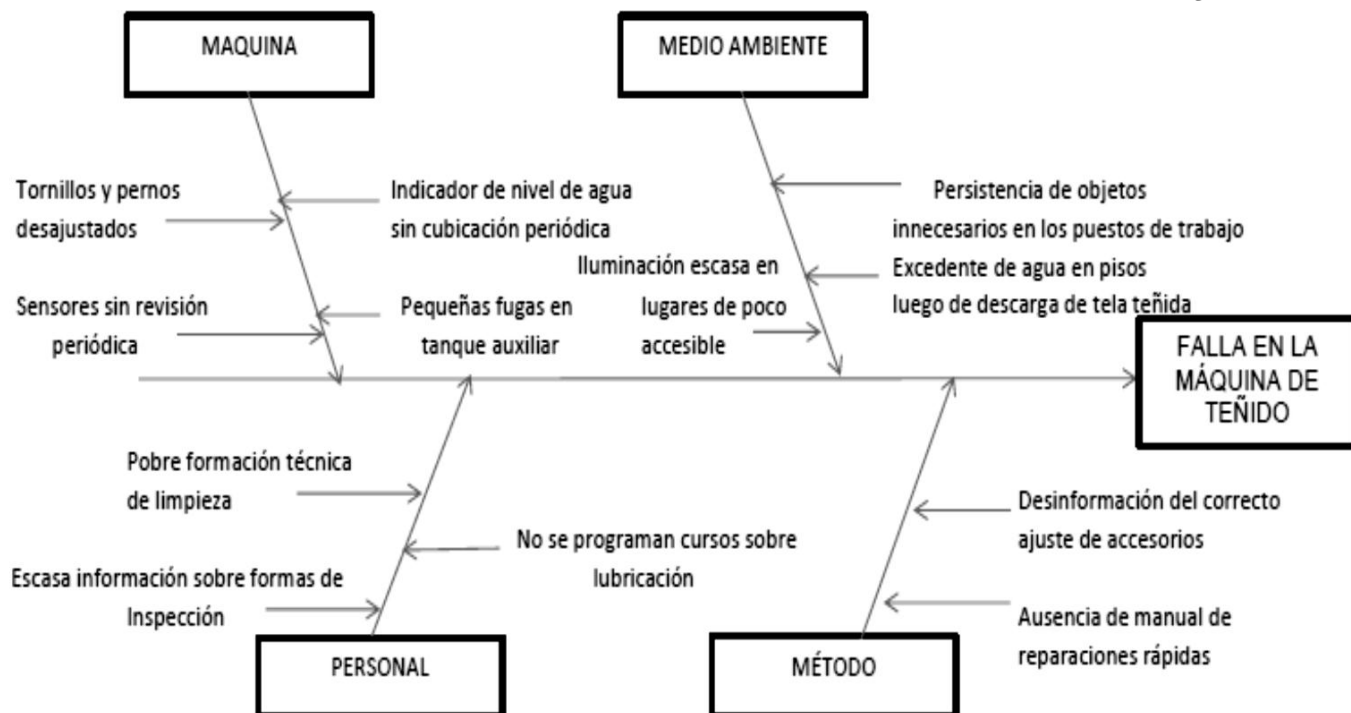 MAQUINA
MEDIO AMBIENTE
Tornillos y pernos
desajustados
Indicador de nivel de agua
sin cubicación periódica
Persistencia de objetos
innecesarios en los puestos de trabajo
Sensores sin revisión
periódica
Pequeñas fugas en
tanque auxiliar
Iluminación escasa en
lugares de poco
accesible
Excedente de agua en pisos
luego de descarga de tela teñida
FALLA EN LA
MÁQUINA DE
TEÑIDO
Pobre formación técnica
de limpieza
No se programan cursos sobre
lubricación
Escasa información sobre formas de
Inspección
Desinformación del correcto
ajuste de accesorios
Ausencia de manual de
reparaciones rápidas
PERSONAL
MÉTODO